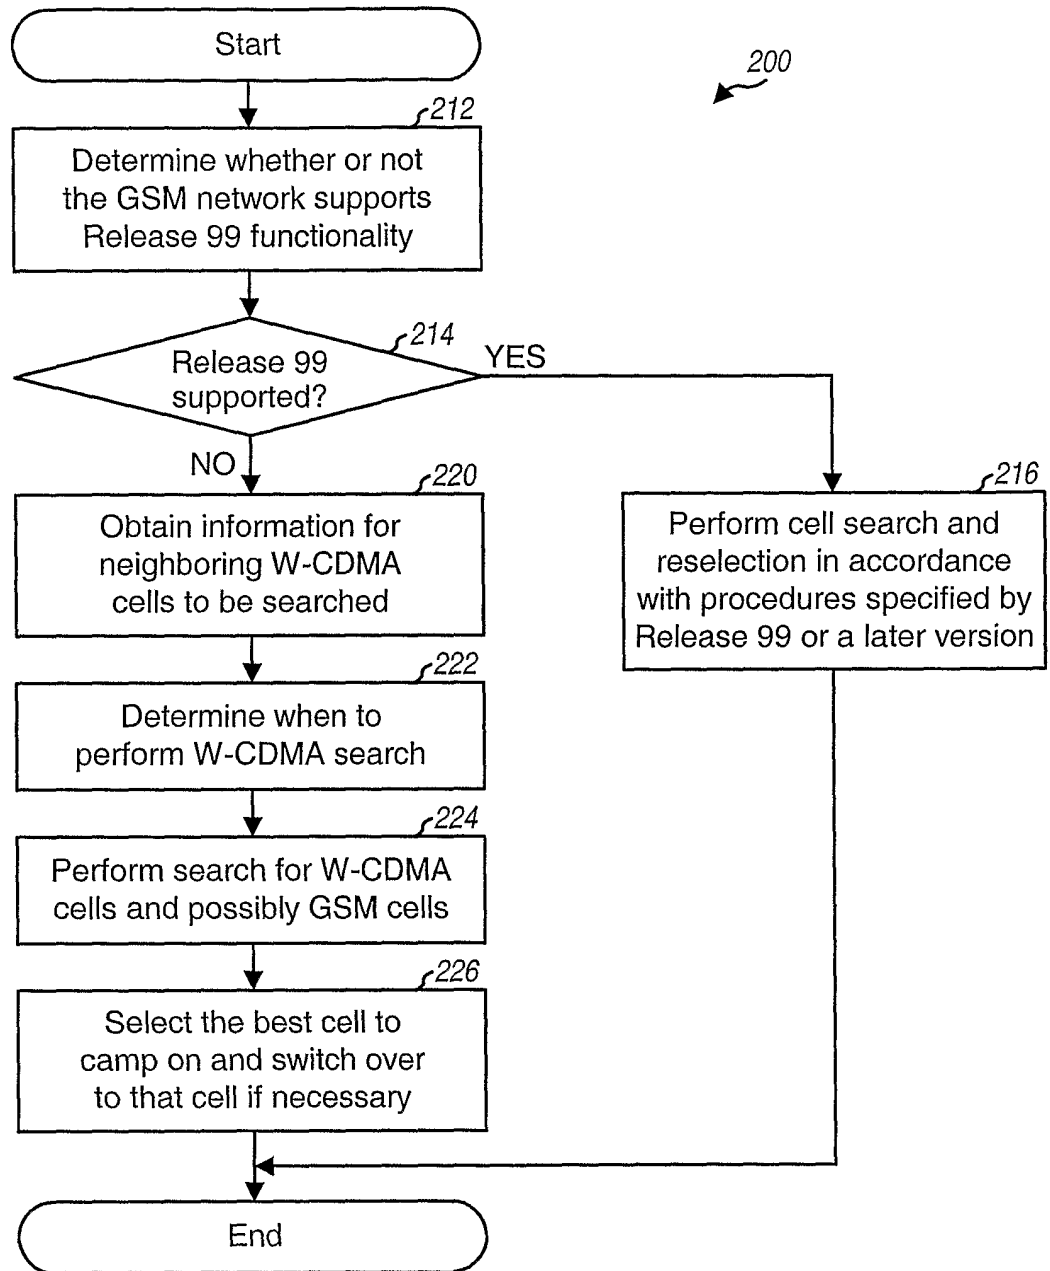 Start
200
212
Determine whether or not
the GSM network supports
Release 99 functionality
214
Release 99
supported?
YES
NO
220
Obtain information for
neighboring W-CDMA
cells to be searched
216
Perform cell search and
reselection in accordance
with procedures specified by
Release 99 or a later version
222
Determine when to
perform W-CDMA search
224
Perform search for W-CDMA
cells and possibly GSM cells
226
Select the best cell to
camp on and switch over
to that cell if necessary
End